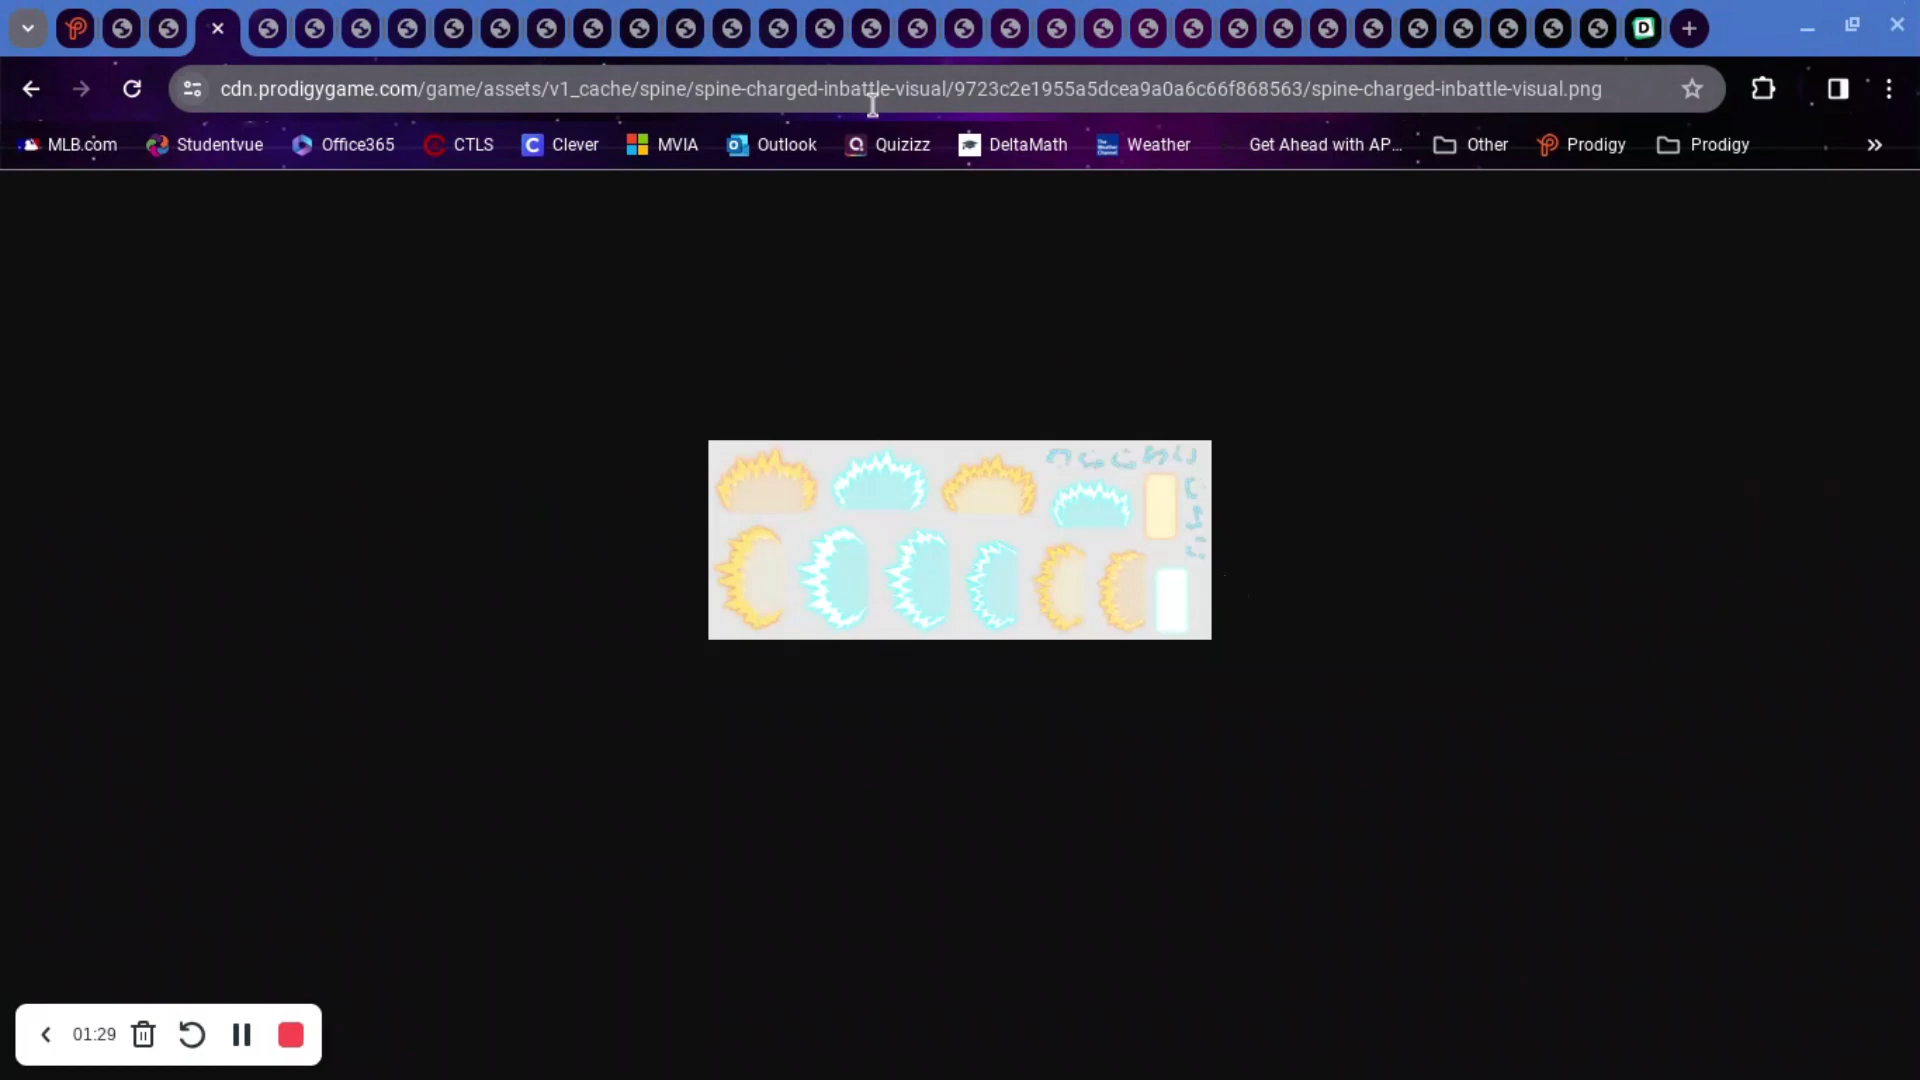 cdn.prodigygame.com/game/assets/v1_cache/spine/spine-charged-inbattle-visual/9723c2e1955a5dcea9a0a6c66f868563/spine-charged-inbattle-visual.png
MLB.com Studentvue Office365 CTLS Clever MVIA Outlook Quizizz DeltaMath Weather Get Ahead with AP... Other Prodigy Prodigy
01:29